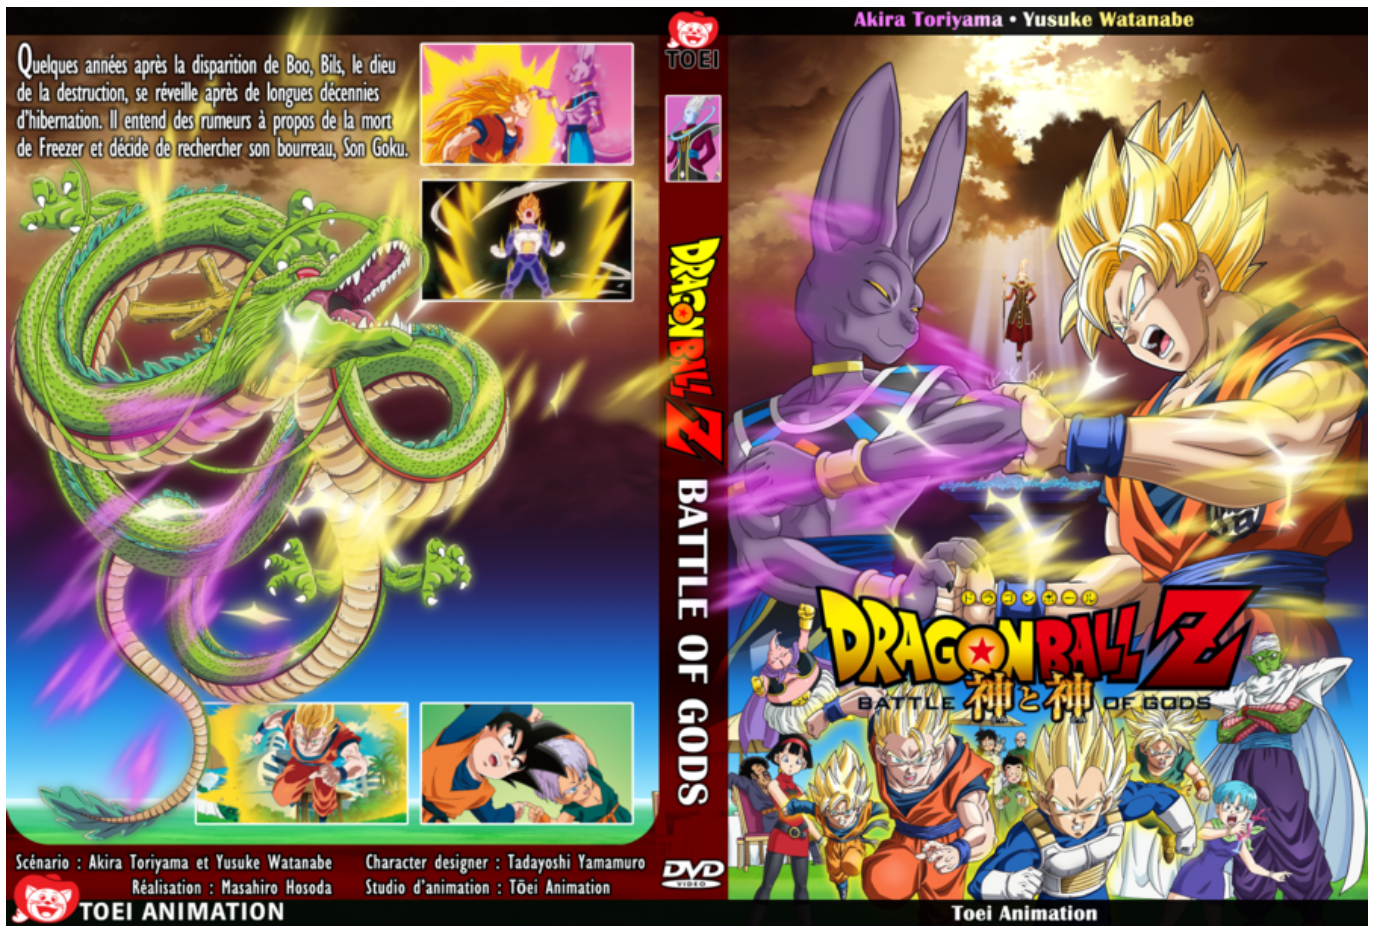 Quelques années après la disparition de Boo, Bils, le dieu
de la destruction, se réveille après de longues décennies
d'hibernation. Il entend des rumeurs à propos de la mort
de Freezer et décide de rechercher son bourreau, Son Goku.
Scénario : Akira Toriyama et Yusuke Watanabe
Réalisation : Masahiro Hosoda
Character designer : Tadayoshi Yamamuro
Studio d'animation : Tōei Animation
TOEI ANIMATION
TOEI
DRAGON BALL Z
BATTLE OF GODS
DVD
VIDEO
Akira Toriyama • Yusuke Watanabe
ドラゴンボール
DRAGON BALL Z
BATTLE 神と神 OF GODS
Toei Animation